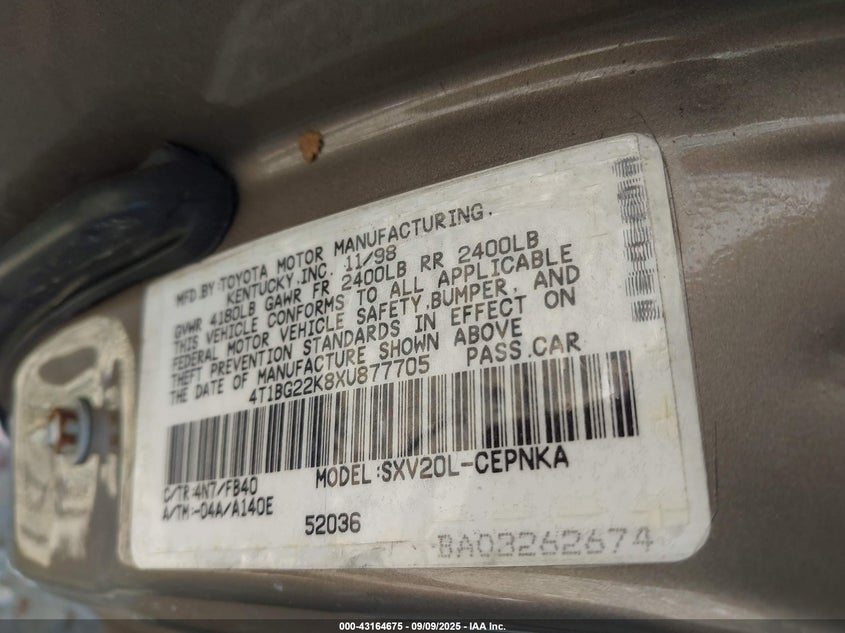 MFD.BY:TOYOTA MOTOR MANUFACTURING,
KENTUCKY,INC. 11/98
GVWR 4180LB GAWR FR 2400LB RR 2400LB
THIS VEHICLE CONFORMS TO ALL APPLICABLE
FEDERAL MOTOR VEHICLE SAFETY,BUMPER, AND
THEFT PREVENTION STANDARDS IN EFFECT ON
THE DATE OF MANUFACTURE SHOWN ABOVE
4T1BG22K8XU877705 PASS.CAR
C/TR:4N7/FB40 MODEL:SXV20L-CEPNKA
A/TM:-04A/A140E
52036
BA03262674
000-43164675 - 09/09/2025 - IAA Inc.